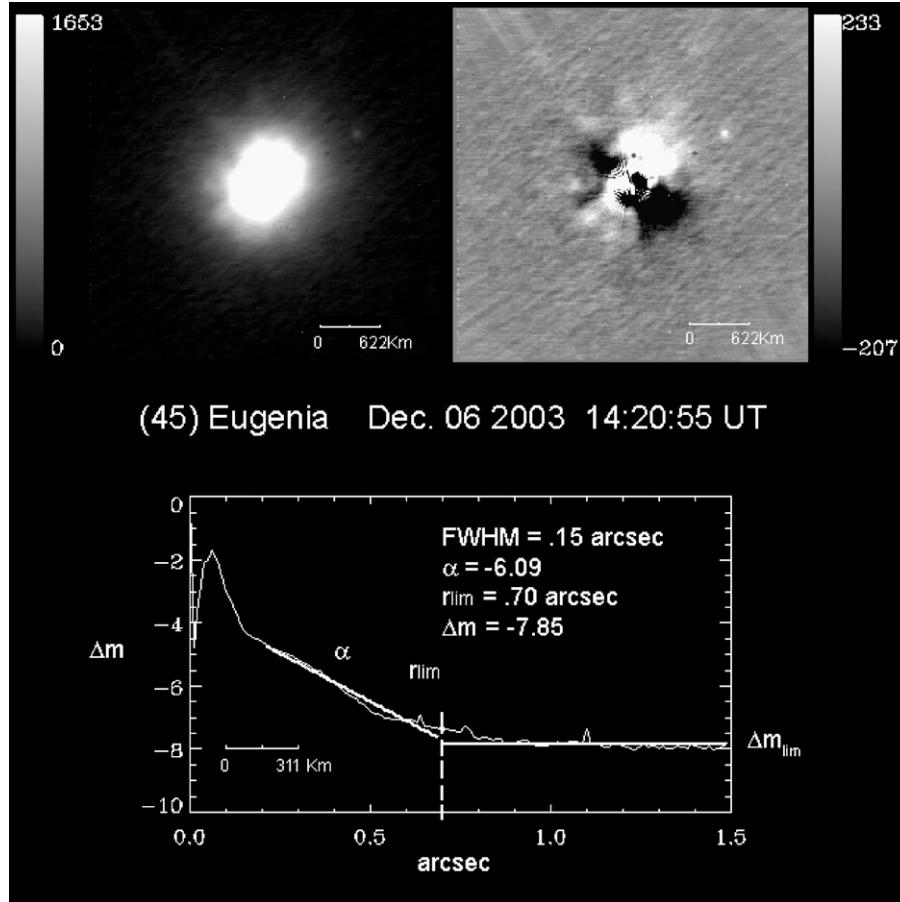 1653
0
0 622Km
233
-207
0 622Km
(45) Eugenia Dec. 06 2003 14:20:55 UT
FWHM = .15 arcsec
α = -6.09
rlim = .70 arcsec
Δm = -7.85
α
rlim
Δm
Δmlim
0
-2
-4
-6
-8
-10
0 311 Km
0.0 0.5 1.0 1.5
arcsec